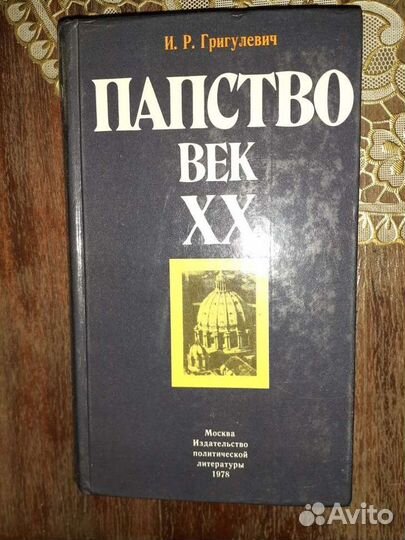 И. Р. Григулевич
ПАПСТВО
ВЕК
XX
Москва
Издательство
политической
литературы
1978
Avito